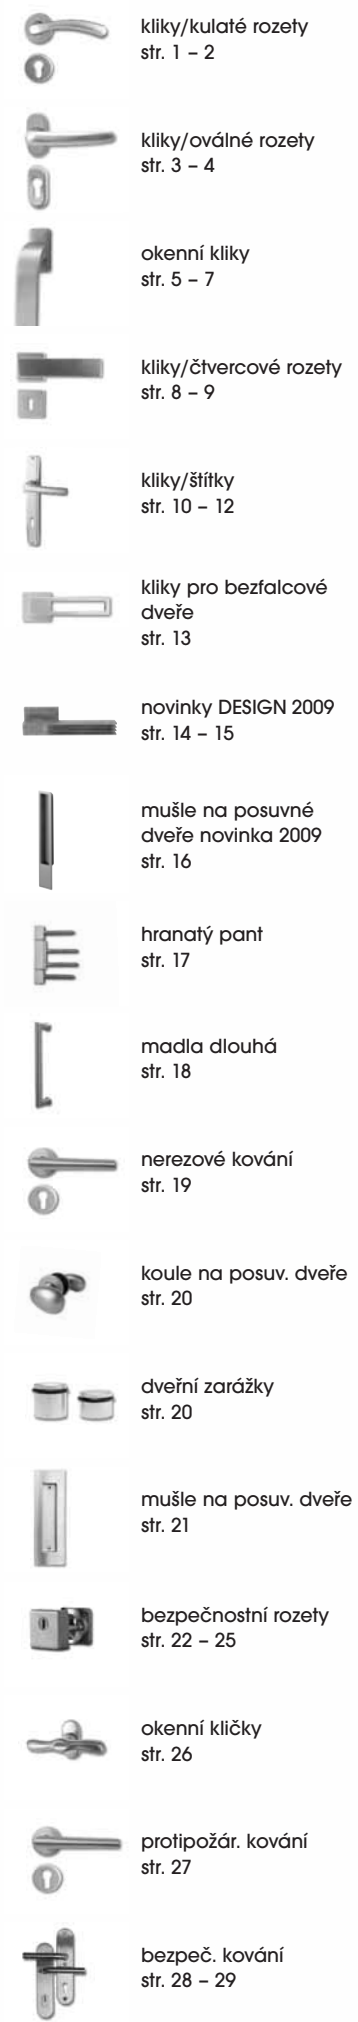 kliky/kulaté rozety
str. 1 – 2
kliky/oválné rozety
str. 3 – 4
okenní kliky
str. 5 – 7
kliky/čtvercové rozety
str. 8 – 9
kliky/štítky
str. 10 – 12
kliky pro bezfalcové
dveře
str. 13
novinky DESIGN 2009
str. 14 – 15
mušle na posuvné
dveře novinka 2009
str. 16
hranatý pant
str. 17
madla dlouhá
str. 18
nerezové kování
str. 19
koule na posuv. dveře
str. 20
dveřní zarážky
str. 20
mušle na posuv. dveře
str. 21
bezpečnostní rozety
str. 22 – 25
okenní kličky
str. 26
protipožár. kování
str. 27
bezpeč. kování
str. 28 – 29